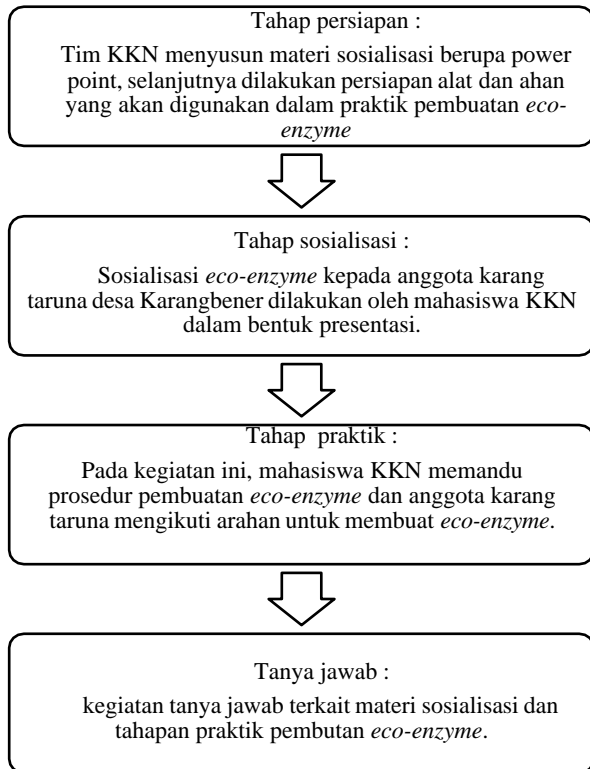 Tahap persiapan :
Tim KKN menyusun materi sosialisasi berupa power
point, selanjutnya dilakukan persiapan alat dan ahan
yang akan digunakan dalam praktik pembuatan eco-
enzyme
Tahap sosialisasi :
Sosialisasi eco-enzyme kepada anggota karang
taruna desa Karangbener dilakukan oleh mahasiswa KKN
dalam bentuk presentasi.
Tahap praktik :
Pada kegiatan ini, mahasiswa KKN memandu
prosedur pembuatan eco-enzyme dan anggota karang
taruna mengikuti arahan untuk membuat eco-enzyme.
Tanya jawab :
kegiatan tanya jawab terkait materi sosialisasi dan
tahapan praktik pembutan eco-enzyme.